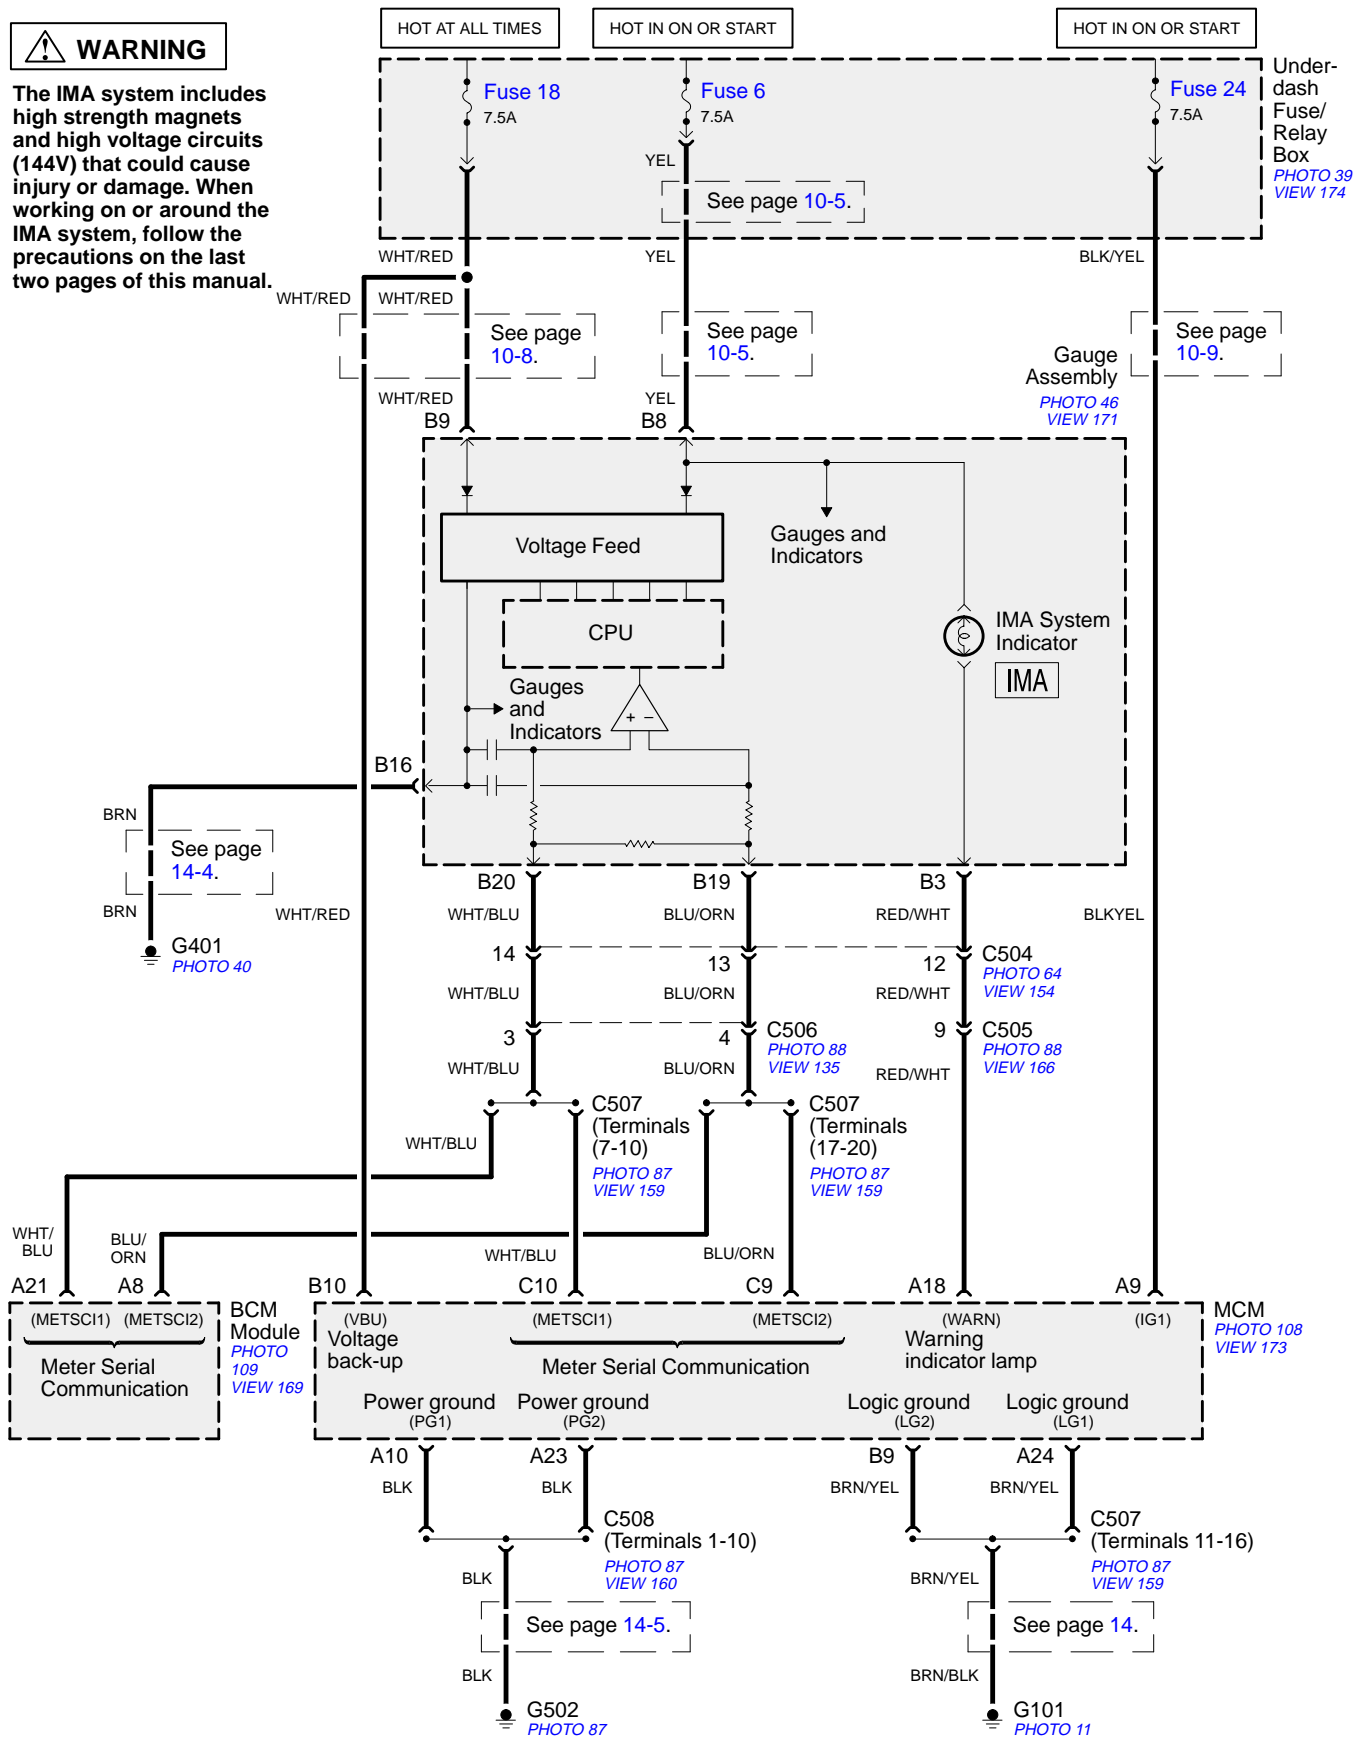 HOT AT ALL TIMES
HOT IN ON OR START
HOT IN ON OR START
WARNING
The IMA system includes
high strength magnets
and high voltage circuits
(144V) that could cause
injury or damage. When
working on or around the
IMA system, follow the
precautions on the last
two pages of this manual.
Fuse 18
7.5A
Fuse 6
7.5A
Fuse 24
7.5A
Under-
dash
Fuse/
Relay
Box
PHOTO 39
VIEW 174
YEL
See page 10-5.
WHT/RED
YEL
BLK/YEL
WHT/RED
WHT/RED
See page
10-8.
See page
10-5.
See page
10-9.
Gauge
Assembly
PHOTO 46
VIEW 171
WHT/RED
YEL
B9
B8
Voltage Feed
Gauges and
Indicators
CPU
IMA System
Indicator
IMA
Gauges
and
Indicators
+ −
B16
BRN
See page
14-4.
BRN
G401
PHOTO 40
WHT/RED
B20
B19
B3
WHT/BLU
BLU/ORN
RED/WHT
BLKYEL
14
13
12
C504
PHOTO 64
VIEW 154
WHT/BLU
BLU/ORN
RED/WHT
3
4
C506
PHOTO 88
VIEW 135
9
C505
PHOTO 88
VIEW 166
WHT/BLU
BLU/ORN
RED/WHT
C507
(Terminals
(7-10)
PHOTO 87
VIEW 159
C507
(Terminals
(17-20)
PHOTO 87
VIEW 159
WHT/BLU
WHT/
BLU
BLU/
ORN
WHT/BLU
BLU/ORN
A21
A8
B10
C10
C9
A18
A9
(METSCI1)
(METSCI2)
Meter Serial
Communication
BCM
Module
PHOTO
109
VIEW 169
(VBU)
Voltage
back-up
(METSCI1)
(METSCI2)
Meter Serial Communication
(WARN)
Warning
indicator lamp
(IG1)
MCM
PHOTO 108
VIEW 173
Power ground
(PG1)
Power ground
(PG2)
Logic ground
(LG2)
Logic ground
(LG1)
A10
A23
B9
A24
BLK
BLK
BRN/YEL
BRN/YEL
C508
(Terminals 1-10)
PHOTO 87
VIEW 160
C507
(Terminals 11-16)
PHOTO 87
VIEW 159
BLK
BRN/YEL
See page 14-5.
See page 14.
BLK
BRN/BLK
G502
PHOTO 87
G101
PHOTO 11